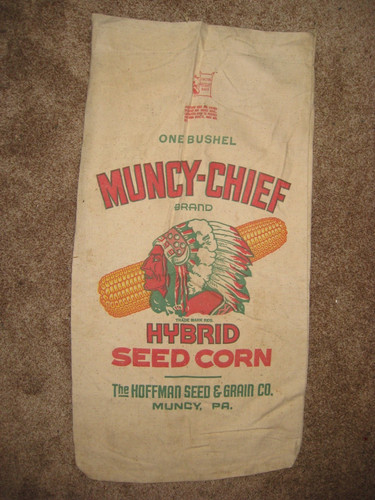 ONE BUSHEL
MUNCY-CHIEF
BRAND
TRADE MARK REG.
HYBRID
SEED CORN
The HOFFMAN SEED & GRAIN CO.
MUNCY, PA.